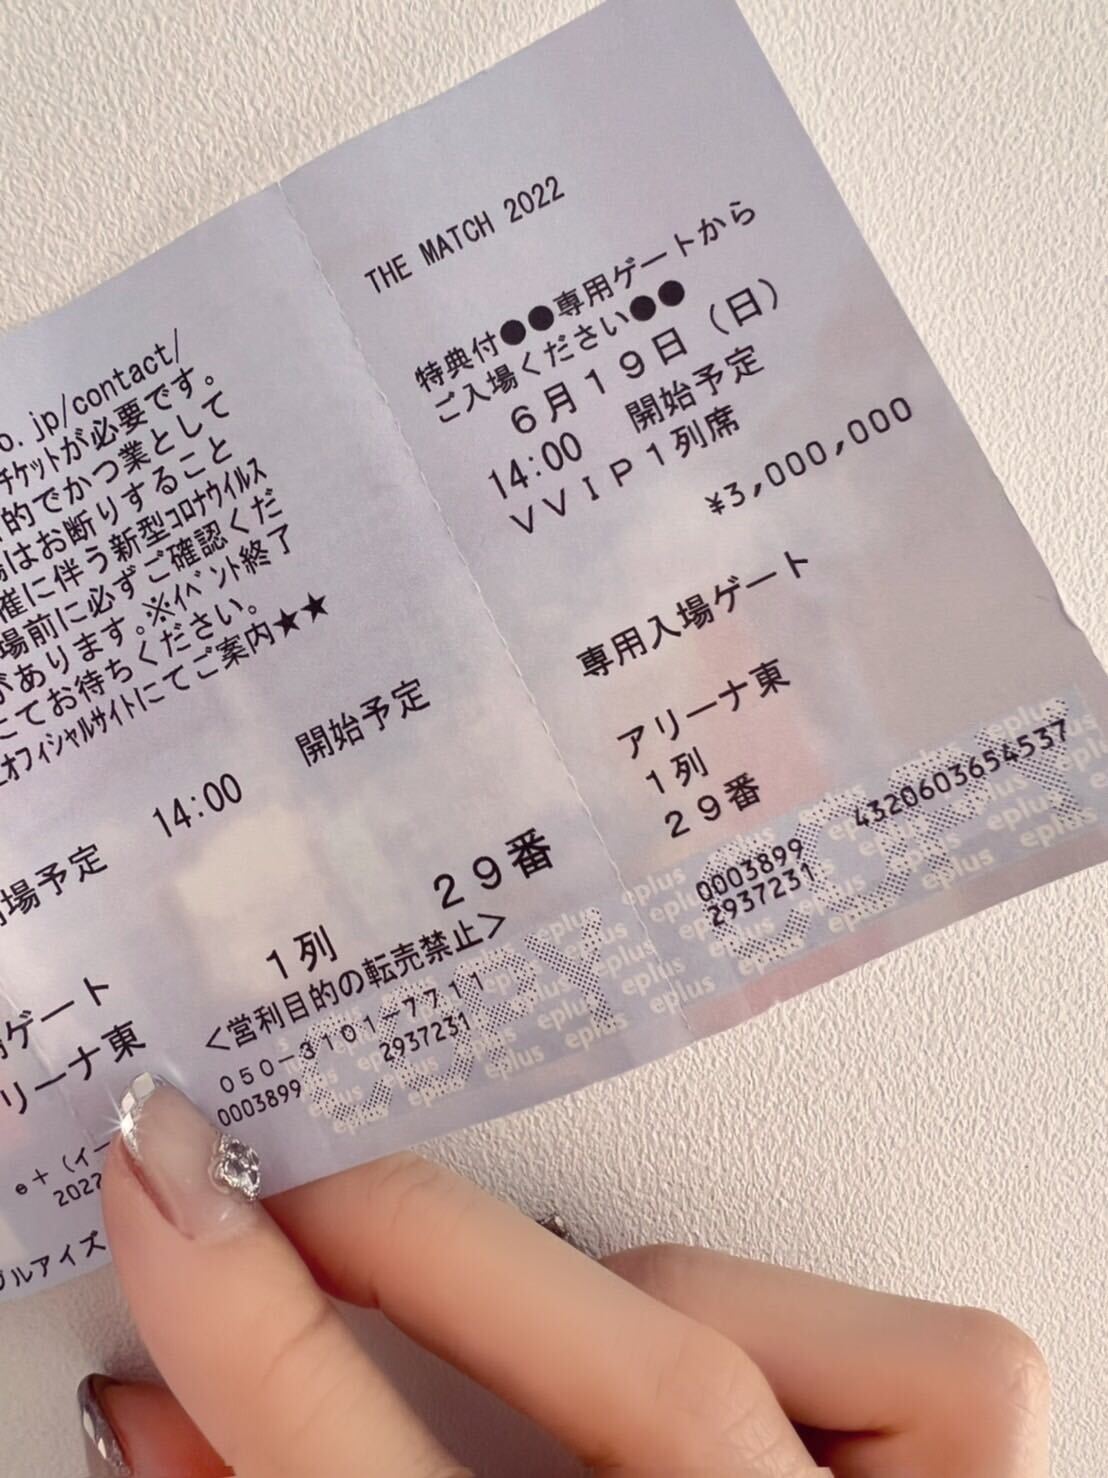 THE MATCH 2022
特典付●●専用ゲートから
ご入場ください●●
6月19日(日)
14:00 開始予定
VVIP1列席
¥3,000,000
専用入場ゲート
アリーナ東
1列
29番
0003899 4320603654537
2937231
o.jp/contact/
チケットが必要です。
的でかつ業として
はお断りすること
催に伴う新型コロナウイルス
場前に必ずご確認くだ
があります。※イベント終了
にてお待ちください。
オフィシャルサイトにてご案内★★
場予定 14:00 開始予定
ゲート
リーナ東 1列 29番
<営利目的の転売禁止>
050-3101-7711
0003899 2937231
e+(イー
2022
ブルアイズ
COPY
COPY
eplus